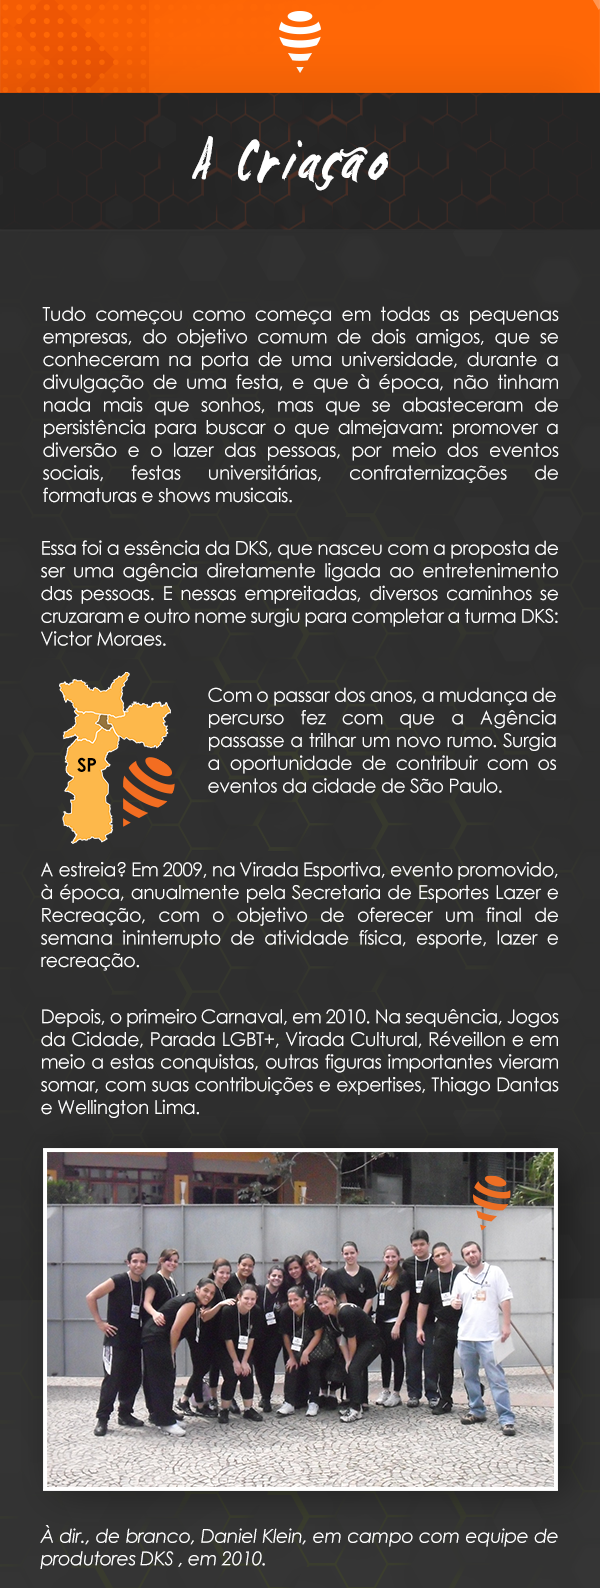 A Criação
Tudo começou como começa em todas as pequenas
empresas, do objetivo comum de dois amigos, que se
conheceram na porta de uma universidade, durante a
divulgação de uma festa, e que à época, não tinham
nada mais que sonhos, mas que se abasteceram de
persistência para buscar o que almejavam: promover a
diversão e o lazer das pessoas, por meio dos eventos
sociais, festas universitárias, confraternizações de
formaturas e shows musicais.
Essa foi a essência da DKS, que nasceu com a proposta de
ser uma agência diretamente ligada ao entretenimento
das pessoas. E nessas empreitadas, diversos caminhos se
cruzaram e outro nome surgiu para completar a turma DKS:
Victor Moraes.
SP
Com o passar dos anos, a mudança de
percurso fez com que a Agência
passasse a trilhar um novo rumo. Surgia
a oportunidade de contribuir com os
eventos da cidade de São Paulo.
A estreia? Em 2009, na Virada Esportiva, evento promovido,
à época, anualmente pela Secretaria de Esportes Lazer e
Recreação, com o objetivo de oferecer um final de
semana ininterrupto de atividade física, esporte, lazer e
recreação.
Depois, o primeiro Carnaval, em 2010. Na sequência, Jogos
da Cidade, Parada LGBT+, Virada Cultural, Réveillon e em
meio a estas conquistas, outras figuras importantes vieram
somar, com suas contribuições e expertises, Thiago Dantas
e Wellington Lima.
À dir., de branco, Daniel Klein, em campo com equipe de
produtores DKS , em 2010.